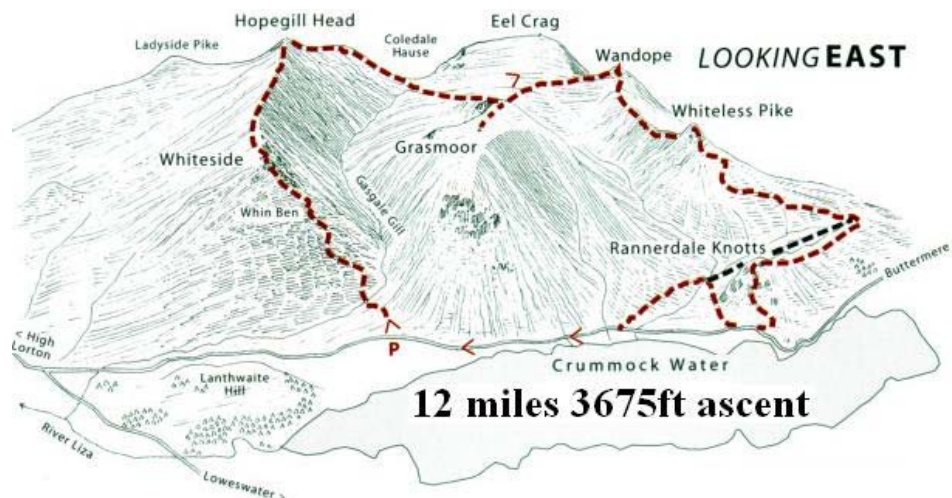 Hopegill Head
Eel Crag
Ladyside Pike
Coledale
Hause
Wandope
LOOKING EAST
Whiteless Pike
Grasmoor
Whiteside
Gasgale Gill
Whin Ben
Rannerdale Knotts
Buttermere
< High
Lorton
P
Crummock Water
Lanthwaite
Hill
12 miles 3675ft ascent
River Liza
Loweswater >